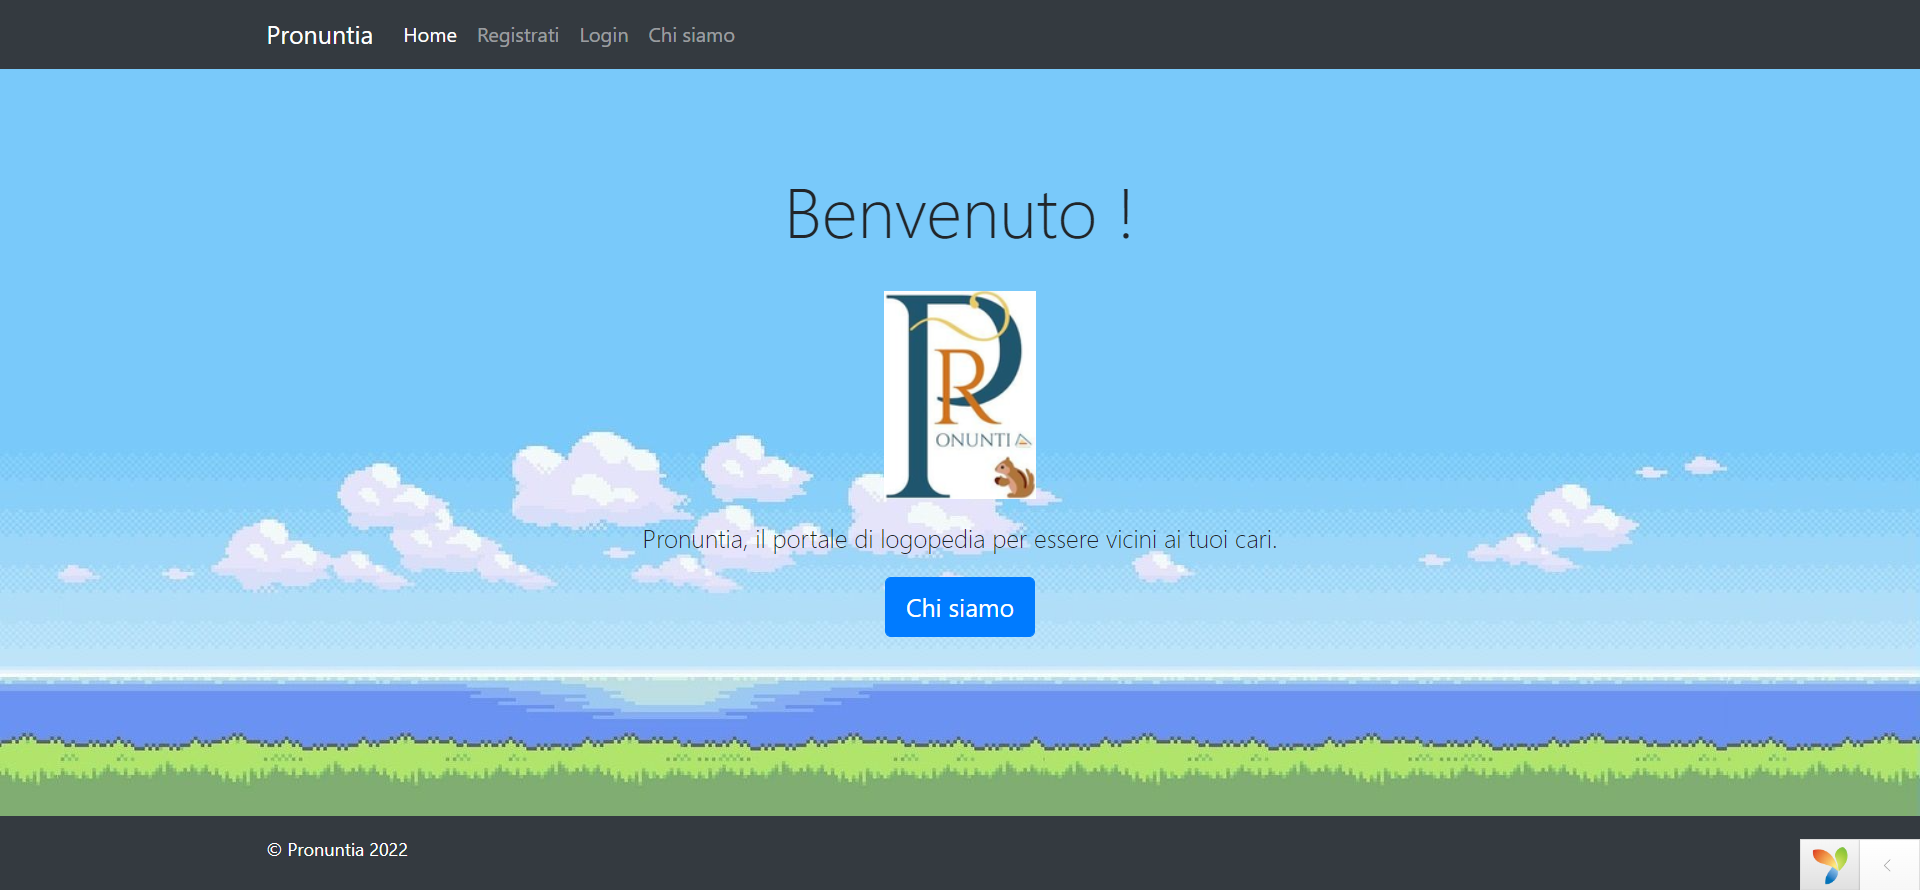 Pronuntia Home Registrati Login Chi siamo
Benvenuto !
P
R
ONUNTIA
Pronuntia, il portale di logopedia per essere vicini ai tuoi cari.
Chi siamo
© Pronuntia 2022